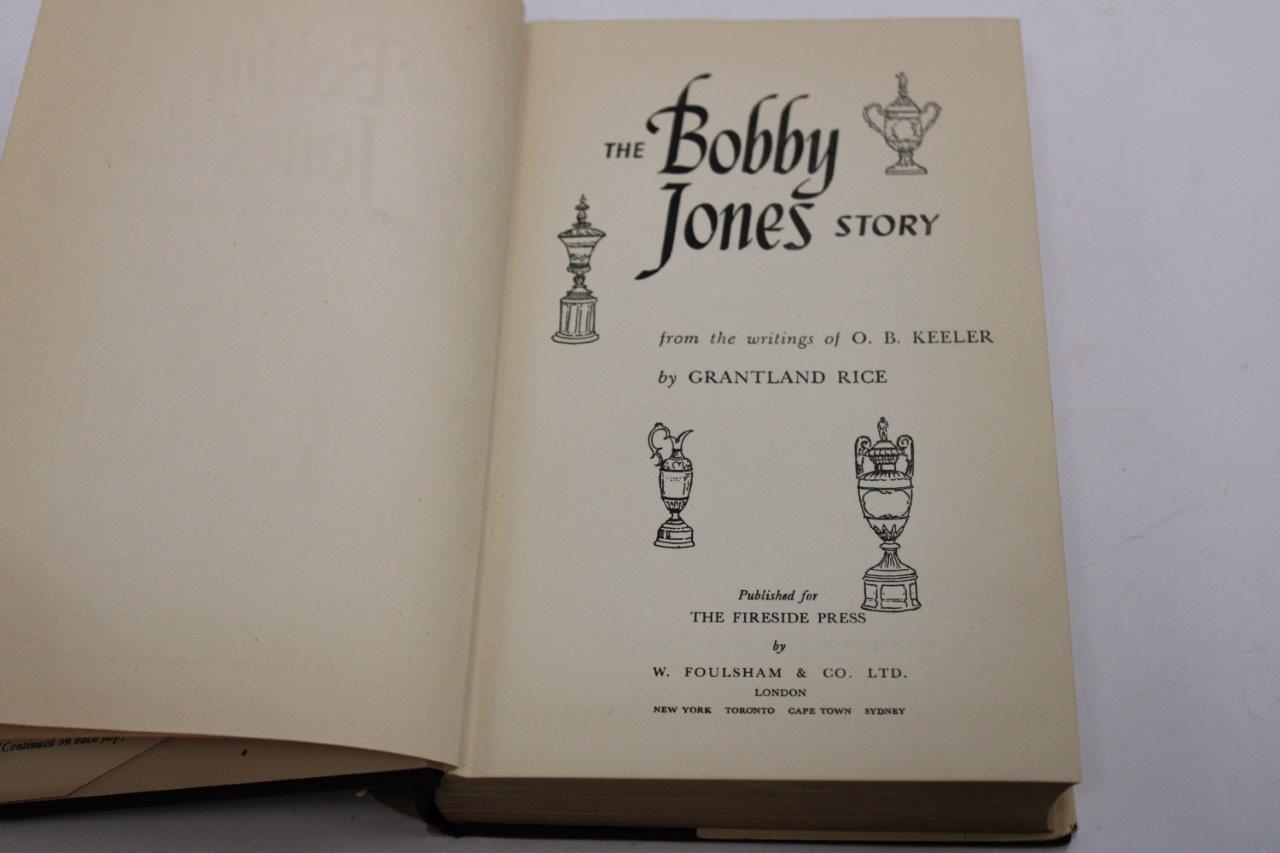 THE Bobby
Jones STORY
from the writings of O. B. KEELER
by GRANTLAND RICE
Published for
THE FIRESIDE PRESS
by
W. FOULSHAM & CO. LTD.
LONDON
NEW YORK TORONTO CAPE TOWN SYDNEY
(Continued on back flap)